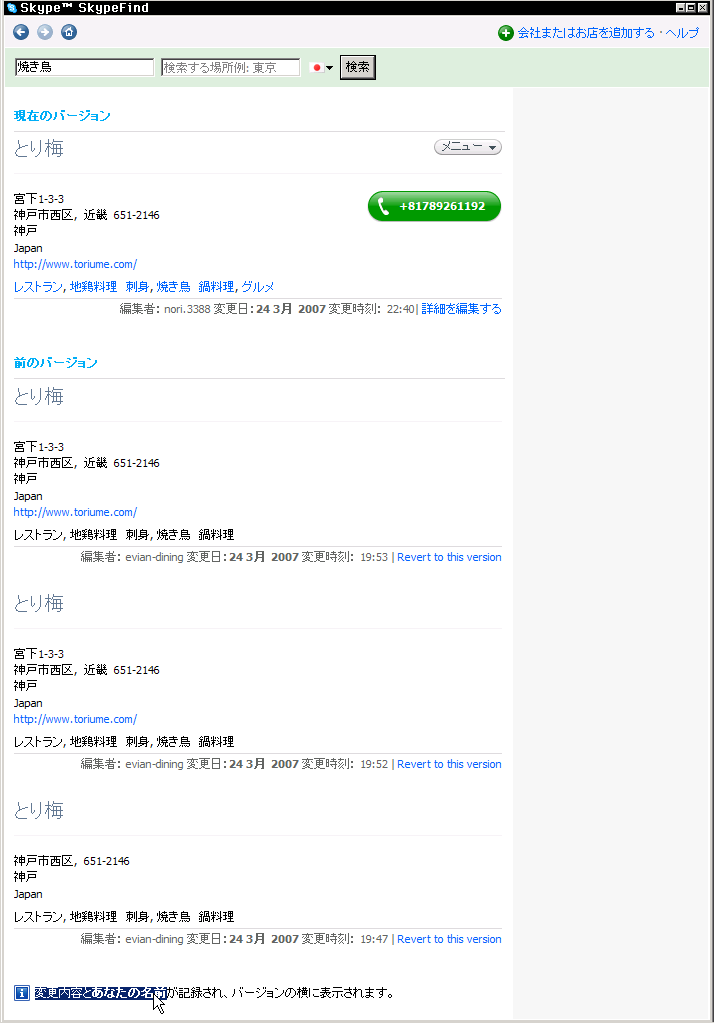 Skype™ SkypeFind
会社またはお店を追加する・ヘルプ
焼き鳥 検索する場所例: 東京 検索
現在のバージョン
とり梅 メニュー
宮下1-3-3 +81789261192
神戸市西区, 近畿 651-2146
神戸
Japan
http://www.toriume.com/
レストラン, 地鶏料理 刺身, 焼き鳥 鍋料理, グルメ
編集者: nori.3388 変更日: 24 3月 2007 変更時刻: 22:40| 詳細を編集する
前のバージョン
とり梅
宮下1-3-3
神戸市西区, 近畿 651-2146
神戸
Japan
http://www.toriume.com/
レストラン, 地鶏料理 刺身, 焼き鳥 鍋料理
編集者: evian-dining 変更日: 24 3月 2007 変更時刻: 19:53 | Revert to this version
とり梅
宮下1-3-3
神戸市西区, 近畿 651-2146
神戸
Japan
http://www.toriume.com/
レストラン, 地鶏料理 刺身, 焼き鳥 鍋料理
編集者: evian-dining 変更日: 24 3月 2007 変更時刻: 19:52 | Revert to this version
とり梅
神戸市西区, 651-2146
神戸
Japan
レストラン, 地鶏料理 刺身, 焼き鳥 鍋料理
編集者: evian-dining 変更日: 24 3月 2007 変更時刻: 19:47 | Revert to this version
変更内容とあなたの名前が記録され、バージョンの横に表示されます。